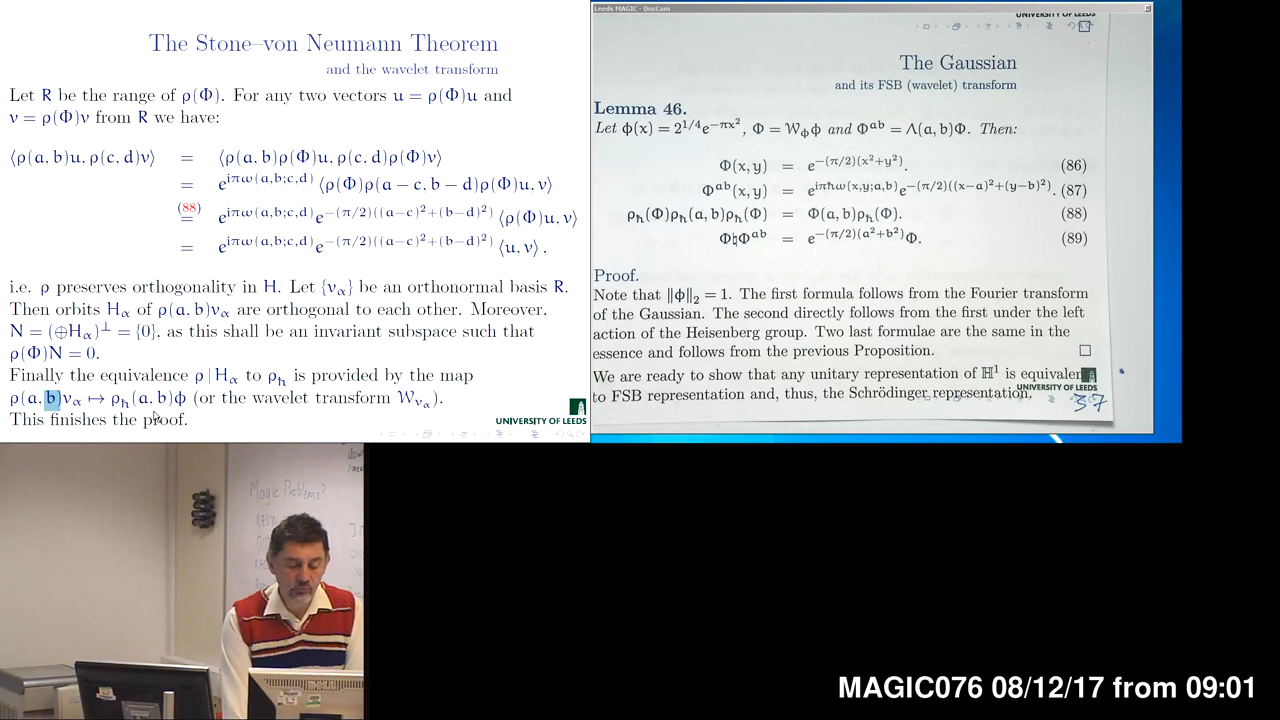 The Stone–von Neumann Theorem
and the wavelet transform
Let R be the range of ρ(Φ). For any two vectors u = ρ(Φ)u and
v = ρ(Φ)v from R we have:
⟨ρ(a, b)u, ρ(c, d)v⟩ = ⟨ρ(a, b)ρ(Φ)u, ρ(c, d)ρ(Φ)v⟩
= e^{iπω(a,b;c,d)} ⟨ρ(Φ)ρ(a − c, b − d)ρ(Φ)u, v⟩
(88) = e^{iπω(a,b;c,d)} e^{−(π/2)((a−c)²+(b−d)²)} ⟨ρ(Φ)u, v⟩
= e^{iπω(a,b;c,d)} e^{−(π/2)((a−c)²+(b−d)²)} ⟨u, v⟩ .
i.e. ρ preserves orthogonality in H. Let {v_α} be an orthonormal basis R.
Then orbits H_α of ρ(a, b)v_α are orthogonal to each other. Moreover,
N = (⊕H_α)^⊥ = {0}, as this shall be an invariant subspace such that
ρ(Φ)N = 0.
Finally the equivalence ρ | H_α to ρ_ħ is provided by the map
ρ(a, b)v_α ↦ ρ_ħ(a, b)ϕ (or the wavelet transform W_{v_α}).
This finishes the proof.
UNIVERSITY OF LEEDS
Leeds MAGIC - DocCam
UNIVERSITY OF LEEDS
The Gaussian
and its FSB (wavelet) transform
Lemma 46.
Let ϕ(x) = 2^{1/4}e^{−πx²}, Φ = W_ϕϕ and Φ^{ab} = Λ(a, b)Φ. Then:
Φ(x, y) = e^{−(π/2)(x²+y²)}. (86)
Φ^{ab}(x, y) = e^{iπħω(x,y;a,b)}e^{−(π/2)((x−a)²+(y−b)²)}. (87)
ρ_ħ(Φ)ρ_ħ(a, b)ρ_ħ(Φ) = Φ(a, b)ρ_ħ(Φ). (88)
Φ♮Φ^{ab} = e^{−(π/2)(a²+b²)}Φ. (89)
Proof.
Note that ‖ϕ‖₂ = 1. The first formula follows from the Fourier transform
of the Gaussian. The second directly follows from the first under the left
action of the Heisenberg group. Two last formulae are the same in the
essence and follows from the previous Proposition.
We are ready to show that any unitary representation of ℍ¹ is equivalen
to FSB representation and, thus, the Schrödinger representation.
UNIVERSITY OF LEEDS
37
Magic Problems?
MAGIC076 08/12/17 from 09:01